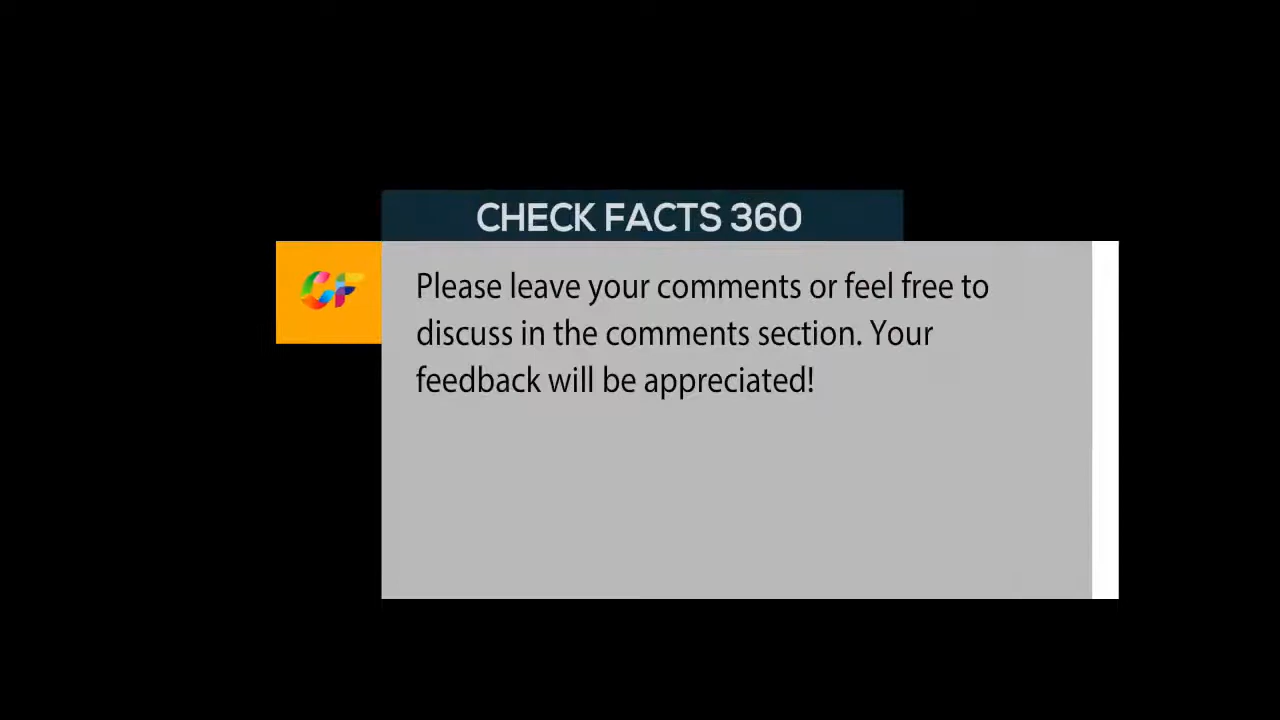 CHECK FACTS 360
CF
Please leave your comments or feel free to
discuss in the comments section. Your
feedback will be appreciated!